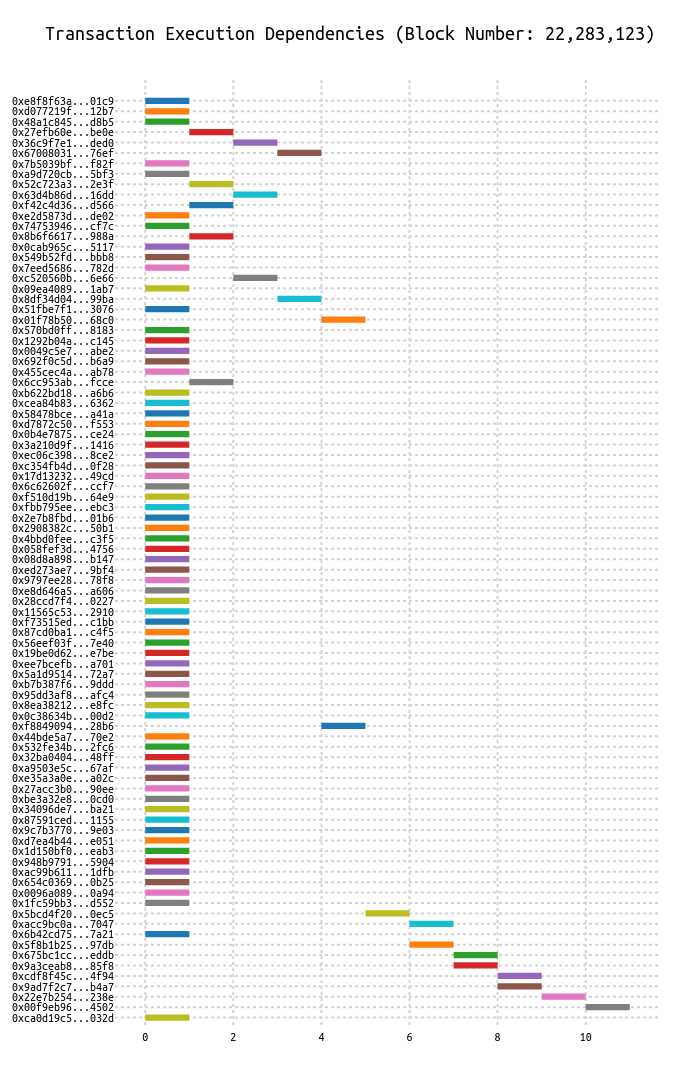 Transaction Execution Dependencies (Block Number: 22,283,123)
0xe8f8f63a...01c9
0xd077219f...12b7
0x48a1c845...d8b5
0x27efb60e...be0e
0x36c9f7e1...ded0
0x67008031...76ef
0x7b5039bf...f82f
0xa9d720cb...5bf3
0x52c723a3...2e3f
0x63d4b86d...16dd
0xf42c4d36...d566
0xe2d5873d...de02
0x74753946...cf7c
0x8b6f6617...988a
0x0cab965c...5117
0x549b52fd...bbb8
0x7eed5686...782d
0xc520560b...6e66
0x09ea4089...1ab7
0x8df34d04...99ba
0x51fbe7f1...3076
0x01f78b50...68c0
0x570bd0ff...8183
0x1292b04a...c145
0x0049c5e7...abe2
0x692f0c5d...b6a9
0x455cec4a...ab78
0x6cc953ab...fcce
0xb622bd18...a6b6
0xcea84b83...6362
0x58478bce...a41a
0xd7872c50...f553
0x0b4e7875...ce24
0x3a210d9f...1416
0xec06c398...8ce2
0xc354fb4d...0f28
0x17d13232...49cd
0x6c62602f...ccf7
0xf510d19b...64e9
0xfbb795ee...ebc3
0x2e7b8fbd...01b6
0x2908382c...50b1
0x4bbd0fee...c3f5
0x058fef3d...4756
0x08d8a898...b147
0xed273ae7...9bf4
0x9797ee28...78f8
0xe8d646a5...a606
0x28ccd7f4...0227
0x11565c53...2910
0xf73515ed...c1bb
0x87cd0ba1...c4f5
0x56eef03f...7e40
0x19be0d62...e7be
0xee7bcefb...a701
0x5a1d9514...72a7
0xb7b387f6...9ddd
0x95dd3af8...afc4
0x8ea38212...e8fc
0x0c38634b...00d2
0xf8849094...28b6
0x44bde5a7...70e2
0x532fe34b...2fc6
0x32ba0404...48ff
0xa9503e5c...67af
0xe35a3a0e...a02c
0x27acc3b0...90ee
0xbe3a32e8...0cd0
0x34096de7...ba21
0x87591ced...1155
0x9c7b3770...9e03
0xd7ea4b44...e051
0x1d150bf0...eab3
0x948b9791...5904
0xac99b611...1dfb
0x654c0369...0b25
0x0096a089...0a94
0x1fc59bb3...d552
0x5bcd4f20...0ec5
0xacc9bc0a...7047
0x6b42cd75...7a21
0x5f8b1b25...97db
0x675bc1cc...eddb
0x9a3ceab8...85f8
0xcdf8f45c...4f94
0x9ad7f2c7...b4a7
0x22e7b254...238e
0x00f9eb96...4502
0xca0d19c5...032d
0 2 4 6 8 10